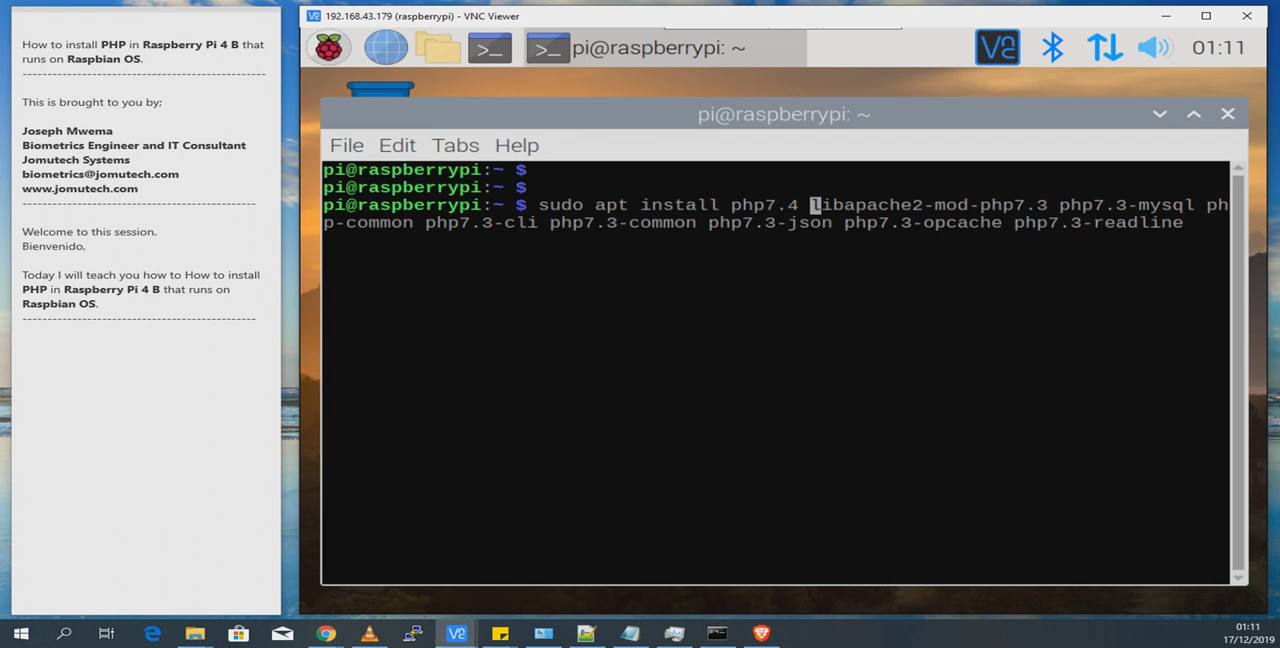 How to install PHP in Raspberry Pi 4 B that
runs on Raspbian OS.
-------------------------------------------
This is brought to you by;
Joseph Mwema
Biometrics Engineer and IT Consultant
Jomutech Systems
biometrics@jomutech.com
www.jomutech.com
-----------------------------------------
Welcome to this session.
Bienvenido,
Today I will teach you how to How to install
PHP in Raspberry Pi 4 B that runs on
Raspbian OS.
-----------------------------------------
192.168.43.179 (raspberrypi) - VNC Viewer
pi@raspberrypi: ~
01:11
pi@raspberrypi: ~
File Edit Tabs Help
pi@raspberrypi:~ $
pi@raspberrypi:~ $
pi@raspberrypi:~ $ sudo apt install php7.4 libapache2-mod-php7.3 php7.3-mysql ph
p-common php7.3-cli php7.3-common php7.3-json php7.3-opcache php7.3-readline
01:11
17/12/2019